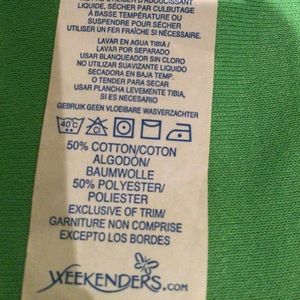 LIQUIDE, SÉCHER PAR CULBUTAGE
À BASSE TEMPÉRATURE OU
SUSPENDRE POUR SÉCHER
UTILISER UN FER FRAÎCHE SI NÉCESSAIRE.
LAVAR EN AGUA TIBIA /
LAVAR POR SEPARADO
USAR BLANQUEADOR SIN CLORO
NO UTILIZAR SUAVIZANTE LIQUIDO
SECADORA EN BAJA TEMP.
O TENDER PARA SECAR
USAR PLANCHA LEVEMENTE TIBIA,
SI ES NECESARIO
GEBRUIK GEEN VLOEIBARE WASVERZACHTER
40°C CL
50% COTTON/COTON
ALGODÓN/
BAUMWOLLE
50% POLYESTER/
POLIESTER
EXCLUSIVE OF TRIM/
GARNITURE NON COMPRISE
EXCEPTO LOS BORDES
WEEKENDERS.COM